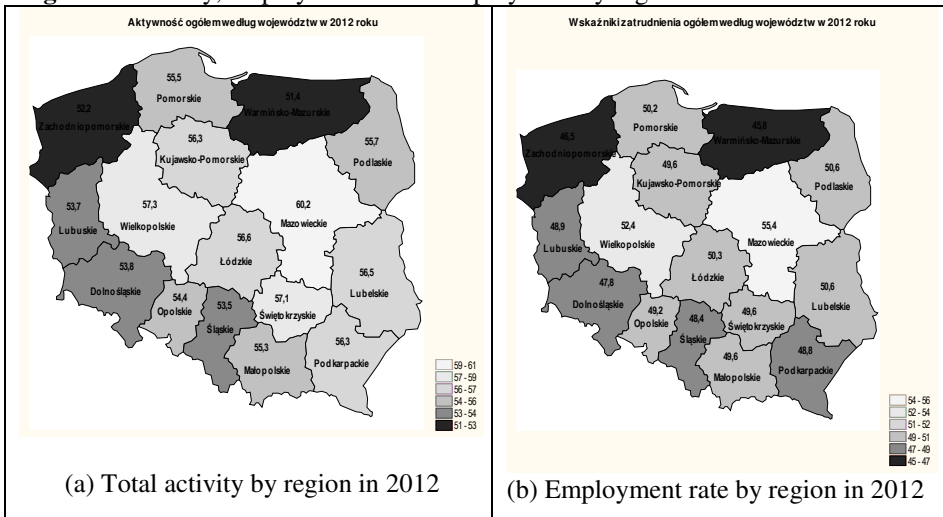 Aktywność ogółem według województw w 2012 roku
55,5
Pomorskie
52,2
Zachodniopomorskie
51,4
Warmińsko-Mazurskie
56,3
Kujawsko-Pomorskie
55,7
Podlaskie
60,2
Mazowieckie
57,3
Wielkopolskie
53,7
Lubuskie
56,6
Łódzkie
56,5
Lubelskie
53,8
Dolnośląskie
54,4
Opolskie
53,5
Śląskie
57,1
Świętokrzyskie
55,3
Małopolskie
56,3
Podkarpackie
59 - 61
57 - 59
56 - 57
54 - 56
53 - 54
51 - 53
(a) Total activity by region in 2012
Wskaźniki zatrudnienia ogółem według województw w 2012 roku
50,2
Pomorskie
46,5
Zachodniopomorskie
45,8
Warmińsko-Mazurskie
49,6
Kujawsko-Pomorskie
50,6
Podlaskie
55,4
Mazowieckie
52,4
Wielkopolskie
48,9
Lubuskie
50,3
Łódzkie
50,6
Lubelskie
47,8
Dolnośląskie
49,2
Opolskie
48,4
Śląskie
49,6
Świętokrzyskie
49,6
Małopolskie
48,8
Podkarpackie
54 - 56
52 - 54
51 - 52
49 - 51
47 - 49
45 - 47
(b) Employment rate by region in 2012